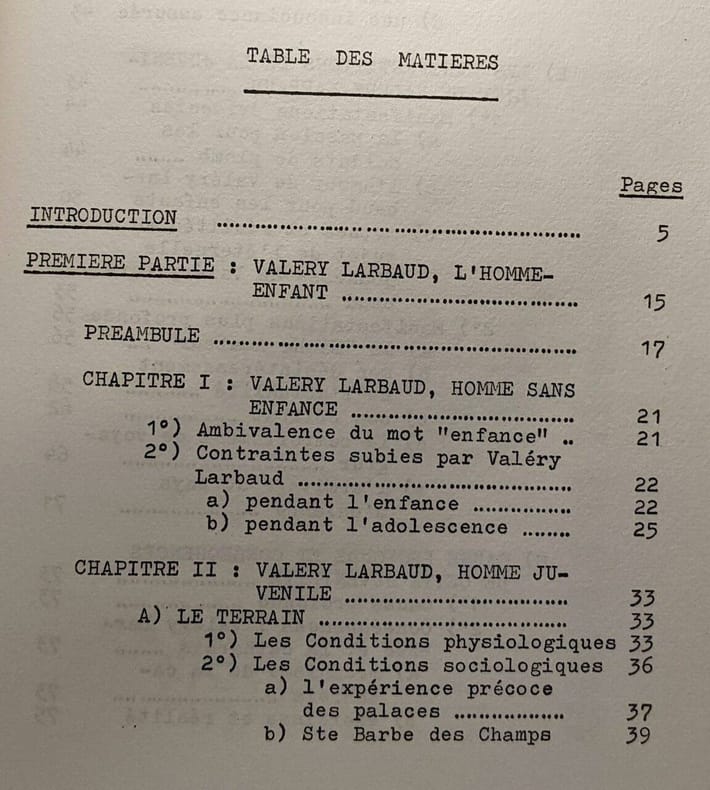 TABLE DES MATIERES
Pages
INTRODUCTION ........................................ 5
PREMIERE PARTIE : VALERY LARBAUD, L'HOMME-
ENFANT .......................... 15
PREAMBULE ........................................ 17
CHAPITRE I : VALERY LARBAUD, HOMME SANS
ENFANCE ......................... 21
1°) Ambivalence du mot "enfance" .. 21
2°) Contraintes subies par Valéry
Larbaud .............................. 22
a) pendant l'enfance ............ 22
b) pendant l'adolescence ....... 25
CHAPITRE II : VALERY LARBAUD, HOMME JU-
VENILE ......................... 33
A) LE TERRAIN ............................ 33
1°) Les Conditions physiologiques 33
2°) Les Conditions sociologiques 36
a) l'expérience précoce
des palaces .............. 37
b) Ste Barbe des Champs 39